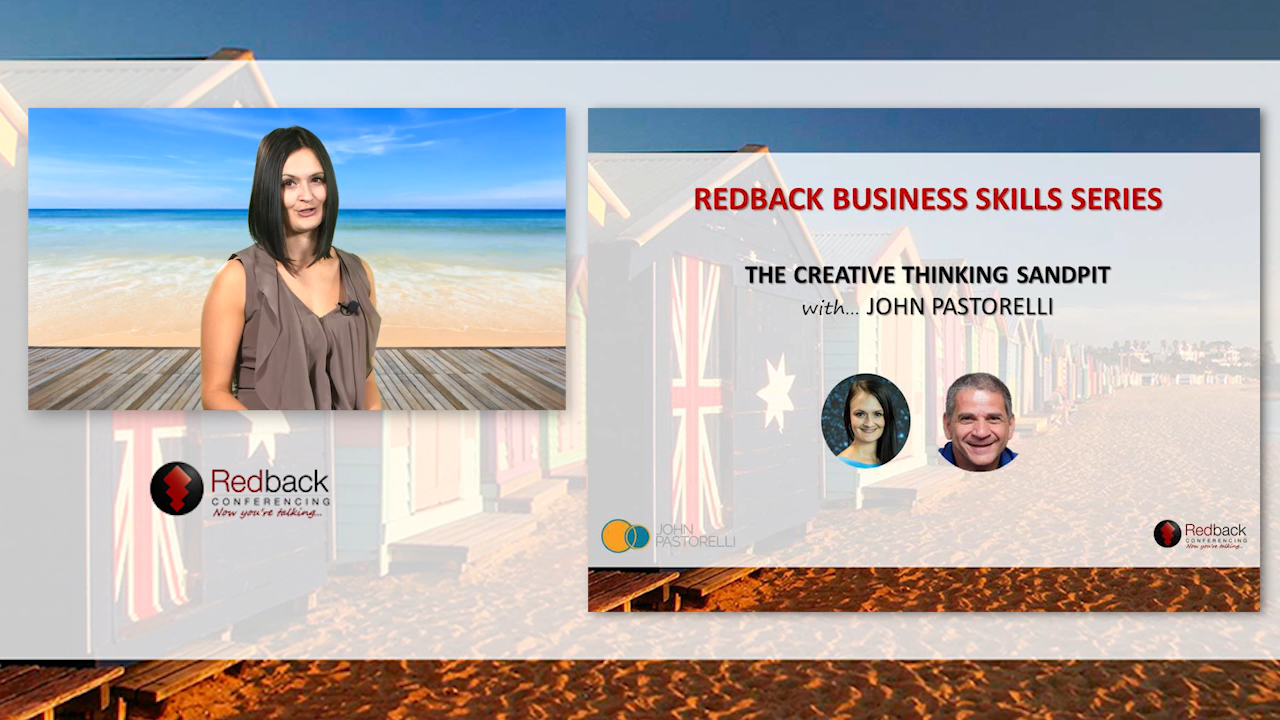 Redback
CONFERENCING
Now you're talking...
REDBACK BUSINESS SKILLS SERIES
THE CREATIVE THINKING SANDPIT
with... JOHN PASTORELLI
JOHN
PASTORELLI
Redback
CONFERENCING
Now you're talking...